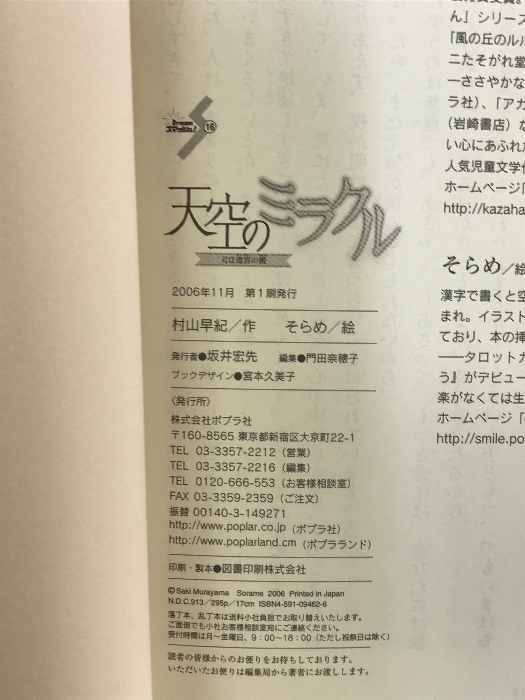 Dream
スマッシュ!
16
天空のミラクル
月は迷宮の鏡
2006年11月 第1刷発行
村山早紀/作 そらめ/絵
発行者●坂井宏先 編集●門田奈穂子
ブックデザイン●宮本久美子
〈発行所〉
株式会社ポプラ社
〒160-8565 東京都新宿区大京町22-1
TEL 03-3357-2212(営業)
TEL 03-3357-2216(編集)
TEL 0120-666-553(お客様相談室)
FAX 03-3359-2359(ご注文)
振替 00140-3-149271
http://www.poplar.co.jp(ポプラ社)
http://www.poplarland.cm(ポプラランド)
印刷・製本●図書印刷株式会社
©Saki Murayama Sorame 2006 Printed in Japan
N.D.C.913/295p/17cm ISBN4-591-09462-6
落丁本、乱丁本は送料小社負担でお取り替えいたします。
ご面倒でも小社お客様相談室宛にご連絡ください。
受付時間は月〜金曜日、9:00〜18:00(ただし祝祭日は除く)
読者の皆様からのお便りをお待ちしております。
いただいたお便りは編集局から著者にお渡しします。
ん』シリーズ
『風の丘のルル
ニたそがれ堂
―ささやかな
ラ社)、「アカ
(岩崎書店)な
い心にあふれた
人気児童文学作
ホームページ「
http://kazaha
そらめ/絵
漢字で書くと空
まれ。イラスト
ており、本の挿
――タロットカ
う』がデビュー
楽がなくては生
ホームページ「
http://smile.po